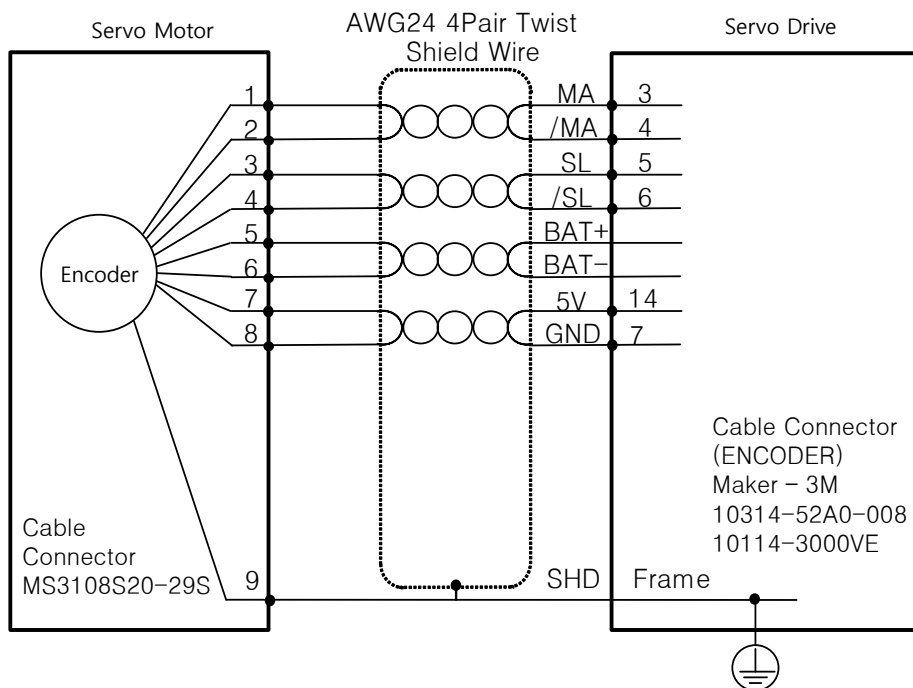 Servo Motor
AWG24 4Pair Twist
Shield Wire
Servo Drive
1 MA 3
2 /MA 4
3 SL 5
4 /SL 6
5 BAT+
6 BAT-
7 5V 14
8 GND 7
Encoder
Cable Connector
(ENCODER)
Maker - 3M
10314-52A0-008
10114-3000VE
Cable
Connector
MS3108S20-29S
9 SHD Frame